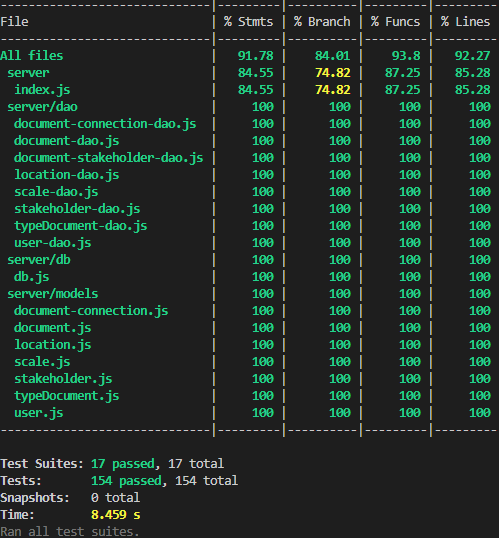 -------------------------------|---------|----------|---------|---------
File                           | % Stmts | % Branch | % Funcs | % Lines
-------------------------------|---------|----------|---------|---------
All files                      |   91.78 |    84.01 |    93.8 |   92.27
 server                        |   84.55 |    74.82 |   87.25 |   85.28
  index.js                     |   84.55 |    74.82 |   87.25 |   85.28
 server/dao                    |     100 |      100 |     100 |     100
  document-connection-dao.js   |     100 |      100 |     100 |     100
  document-dao.js              |     100 |      100 |     100 |     100
  document-stakeholder-dao.js  |     100 |      100 |     100 |     100
  location-dao.js              |     100 |      100 |     100 |     100
  scale-dao.js                 |     100 |      100 |     100 |     100
  stakeholder-dao.js           |     100 |      100 |     100 |     100
  typeDocument-dao.js          |     100 |      100 |     100 |     100
  user-dao.js                  |     100 |      100 |     100 |     100
 server/db                     |     100 |      100 |     100 |     100
  db.js                        |     100 |      100 |     100 |     100
 server/models                 |     100 |      100 |     100 |     100
  document-connection.js       |     100 |      100 |     100 |     100
  document.js                  |     100 |      100 |     100 |     100
  location.js                  |     100 |      100 |     100 |     100
  scale.js                     |     100 |      100 |     100 |     100
  stakeholder.js               |     100 |      100 |     100 |     100
  typeDocument.js              |     100 |      100 |     100 |     100
  user.js                      |     100 |      100 |     100 |     100
-------------------------------|---------|----------|---------|---------
Test Suites: 17 passed, 17 total
Tests:       154 passed, 154 total
Snapshots:   0 total
Time:        8.459 s
Ran all test suites.